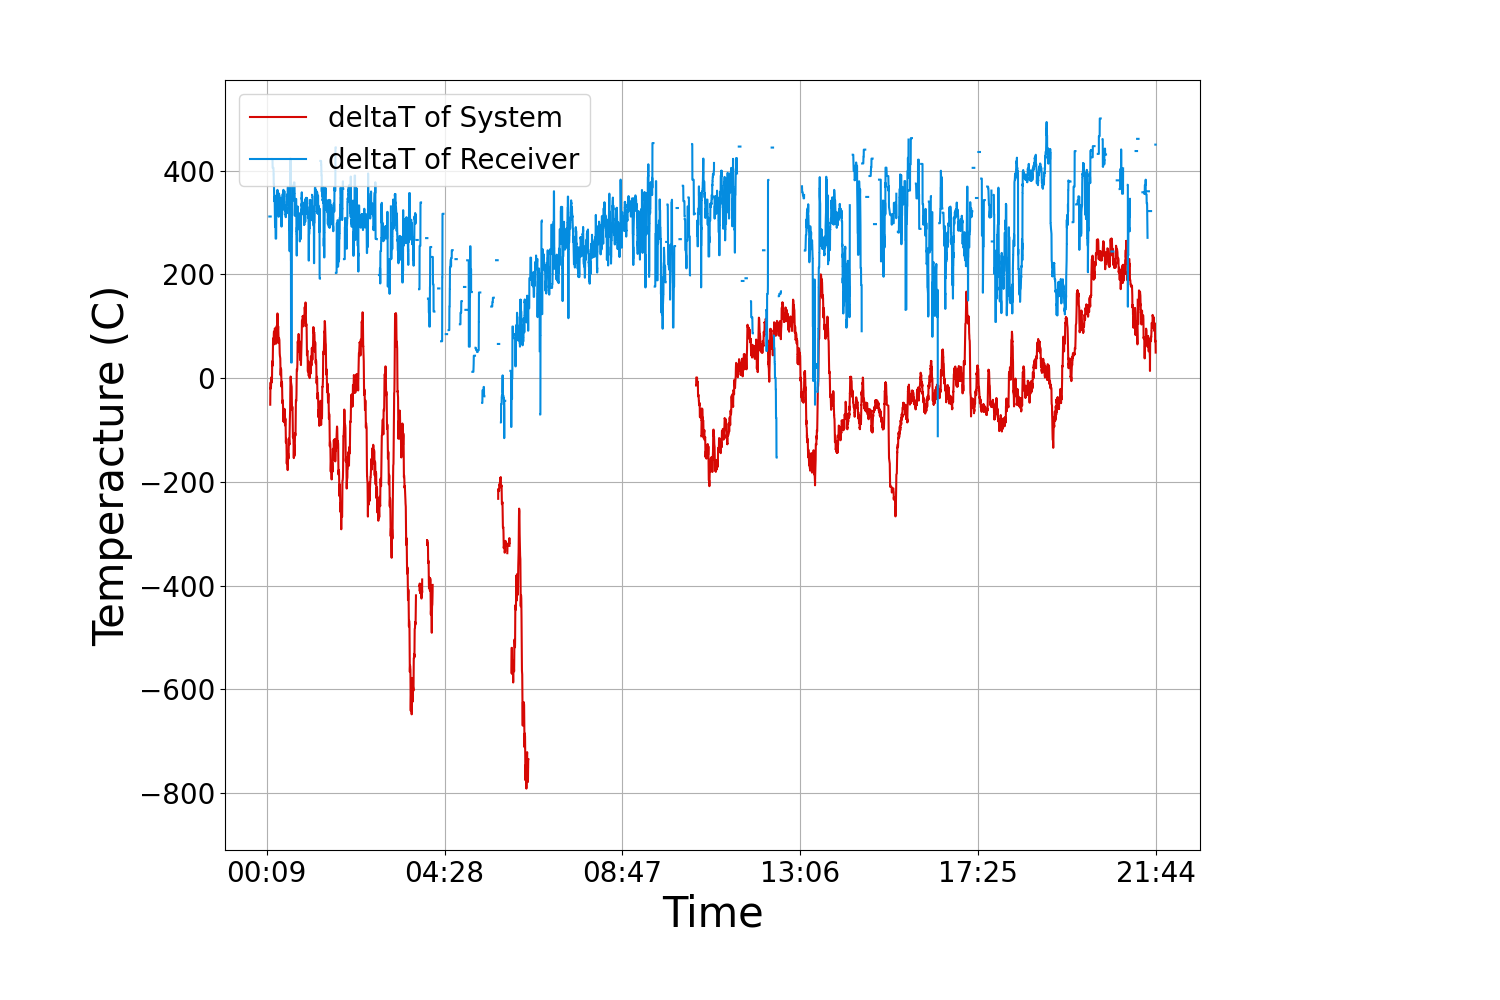 deltaT of System
deltaT of Receiver
Temperacture (C)
400
200
0
−200
−400
−600
−800
00:09 04:28 08:47 13:06 17:25 21:44
Time